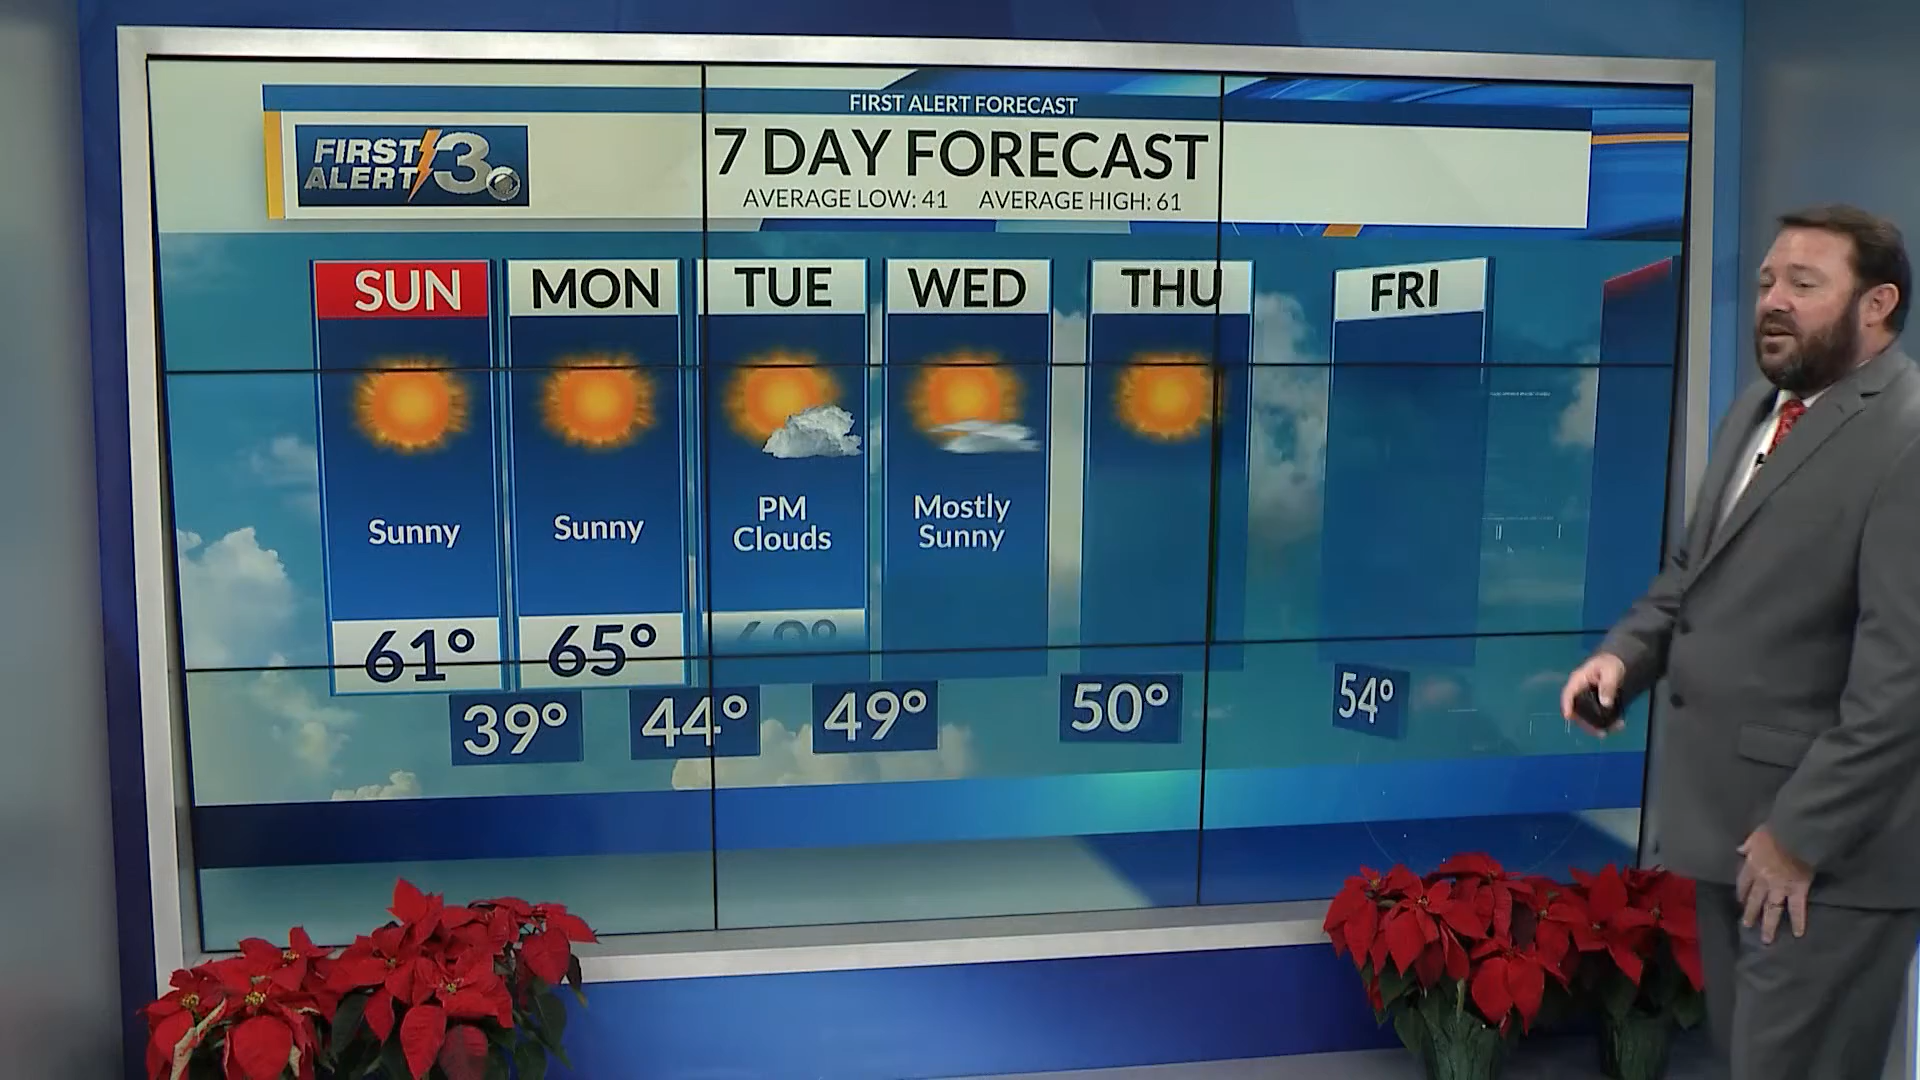 FIRST ALERT FORECAST
FIRST ALERT 3
7 DAY FORECAST
AVERAGE LOW: 41 AVERAGE HIGH: 61
SUN MON TUE WED THU FRI
Sunny Sunny PM Clouds Mostly Sunny
61° 65°
39° 44° 49° 50° 54°